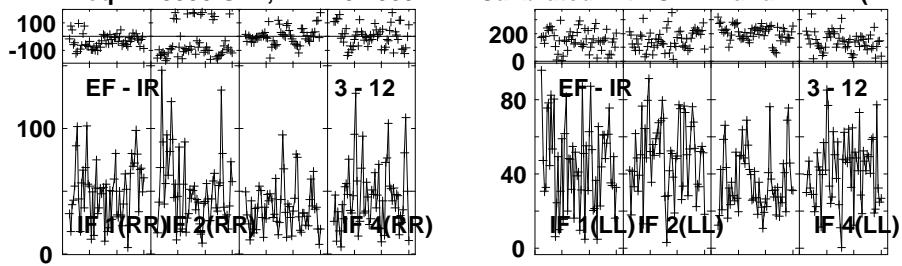 100
-100
EF - IR
3 - 12
100
IF 1(RR)
IF 2(RR)
IF 4(RR)
0
200
0
EF - IR
3 - 12
80
40
IF 1(LL)
IF 2(LL)
IF 4(LL)
0